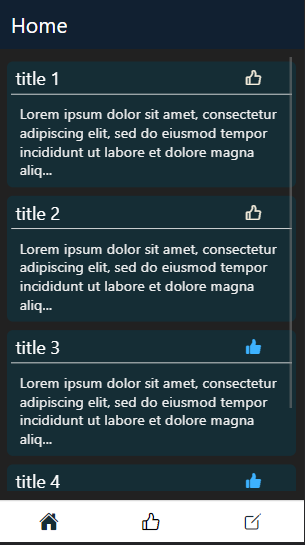 Home
title 1
Lorem ipsum dolor sit amet, consectetur
adipiscing elit, sed do eiusmod tempor
incididunt ut labore et dolore magna
aliq...
title 2
Lorem ipsum dolor sit amet, consectetur
adipiscing elit, sed do eiusmod tempor
incididunt ut labore et dolore magna
aliq...
title 3
Lorem ipsum dolor sit amet, consectetur
adipiscing elit, sed do eiusmod tempor
incididunt ut labore et dolore magna
aliq...
title 4